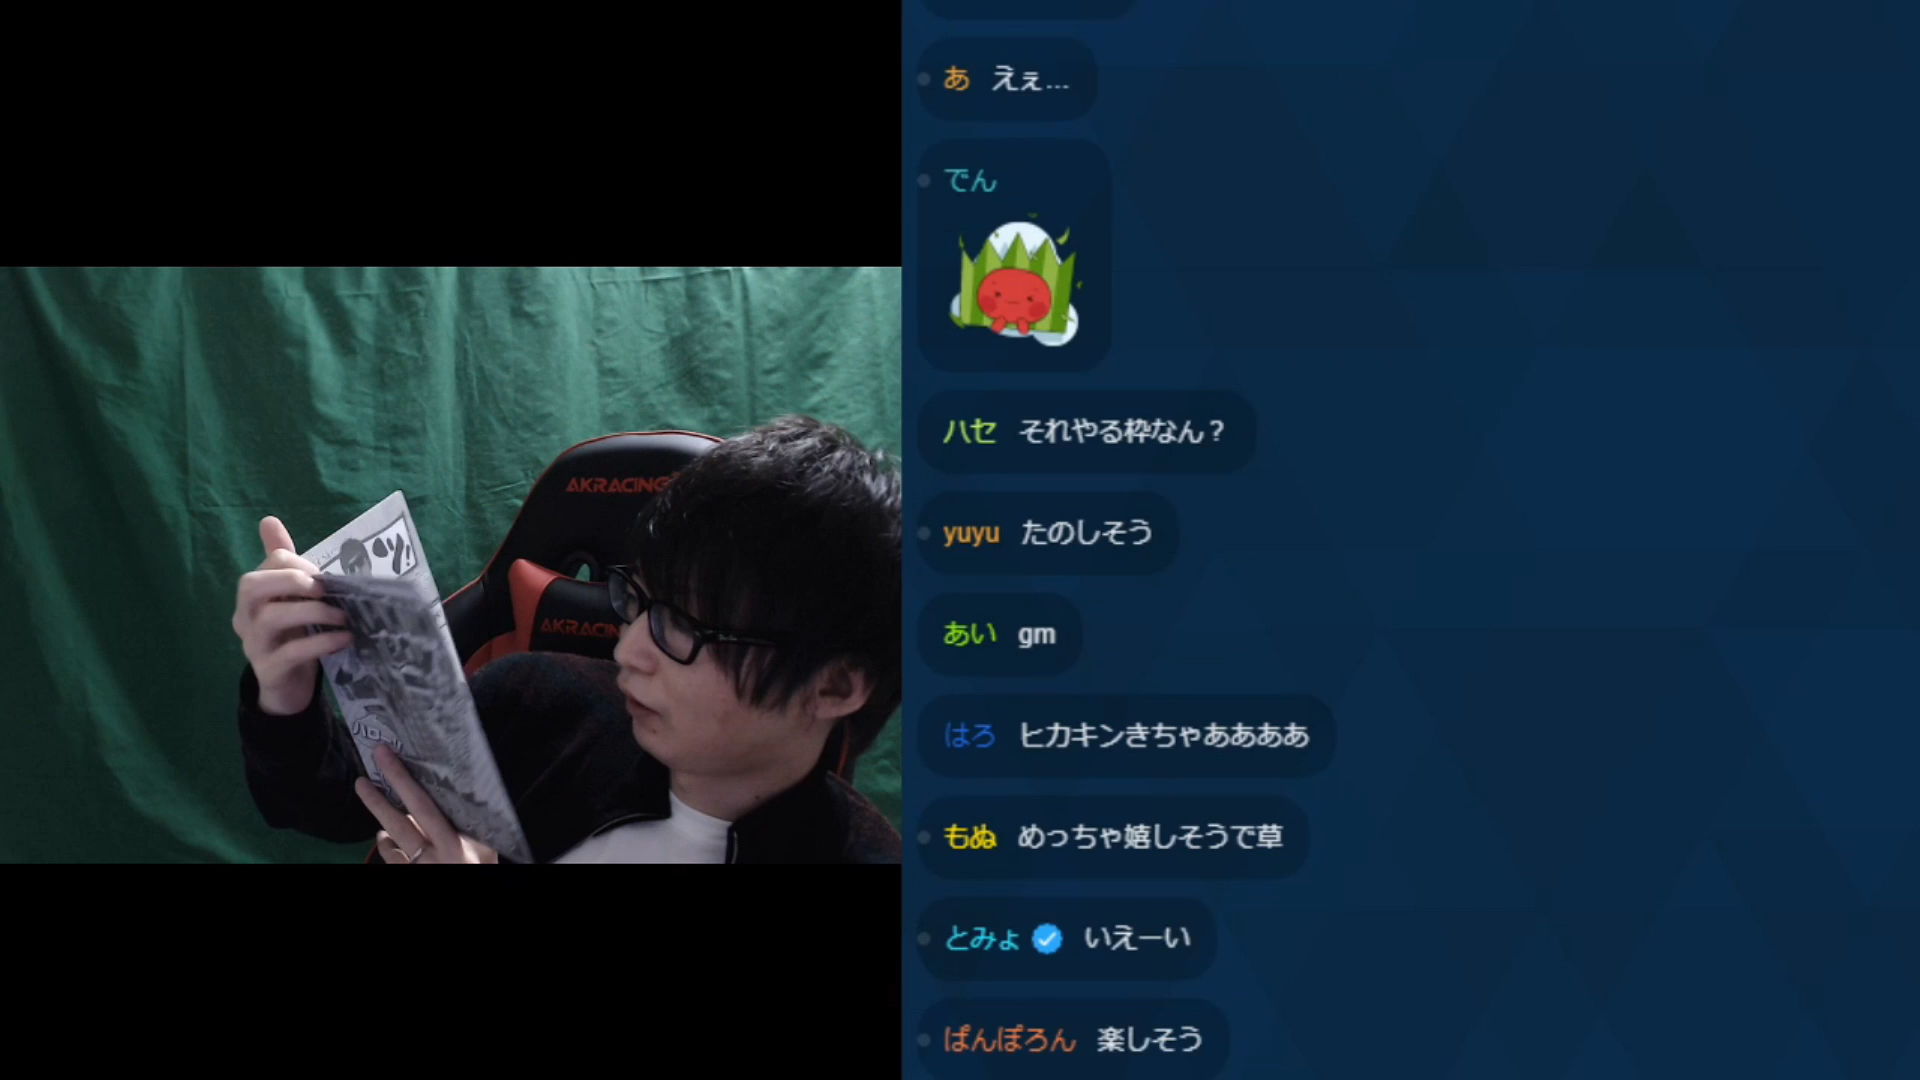 あ えぇ…
でん
ハセ それやる枠なん？
yuyu たのしそう
あい gm
はろ ヒカキンきちゃああああ
もぬ めっちゃ嬉しそうで草
とみょ いえーい
ぱんぽろん 楽しそう
AKRACING
ハロー